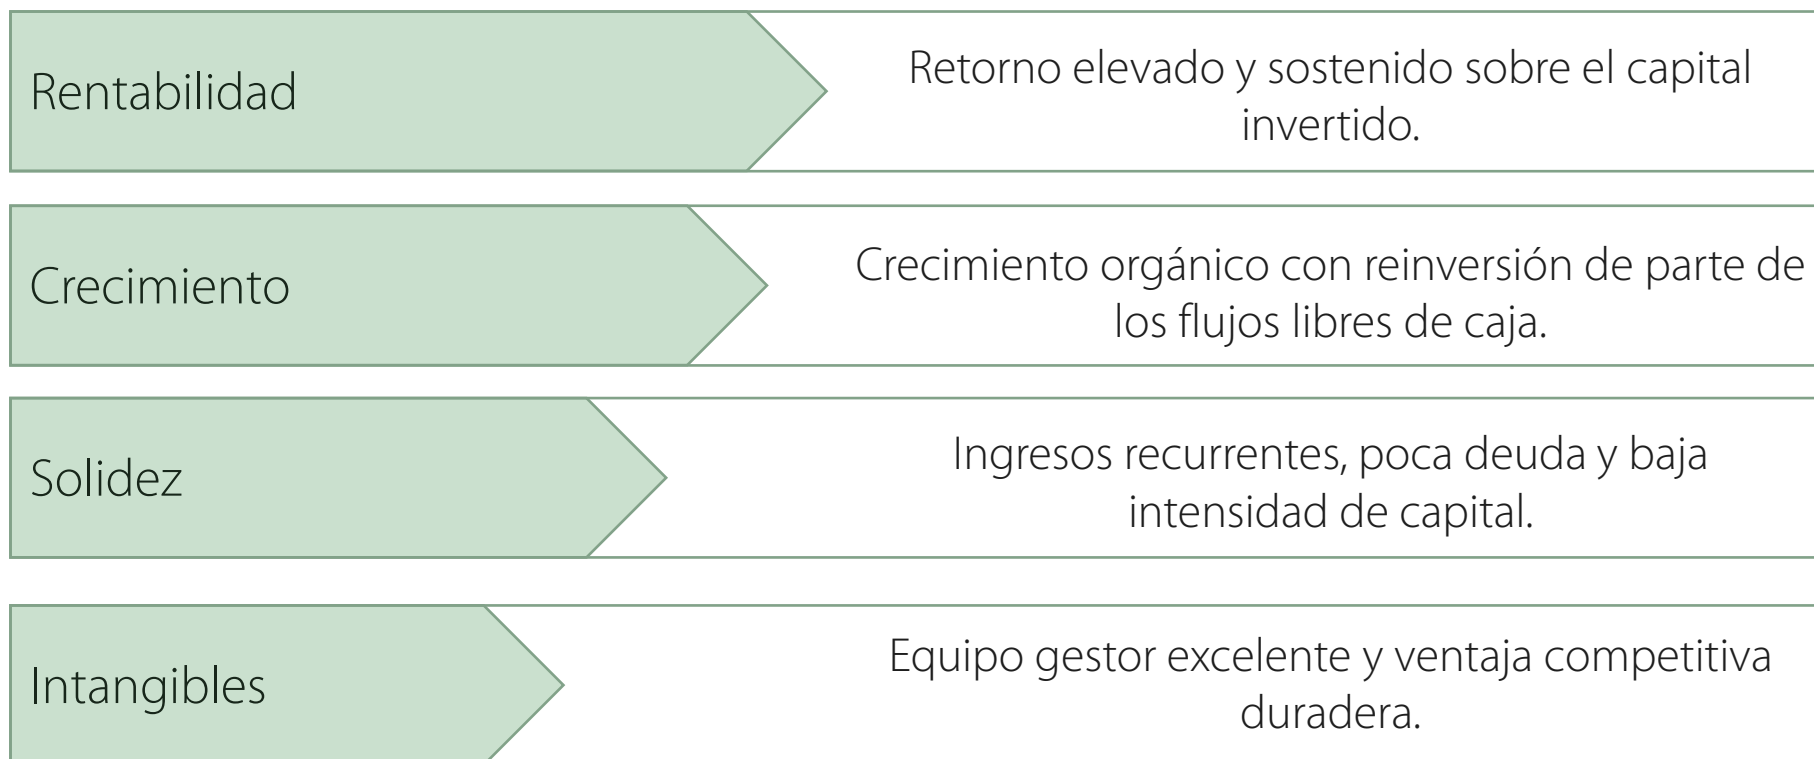 Rentabilidad
Retorno elevado y sostenido sobre el capital
invertido.
Crecimiento
Crecimiento orgánico con reinversión de parte de
los flujos libres de caja.
Solidez
Ingresos recurrentes, poca deuda y baja
intensidad de capital.
Intangibles
Equipo gestor excelente y ventaja competitiva
duradera.